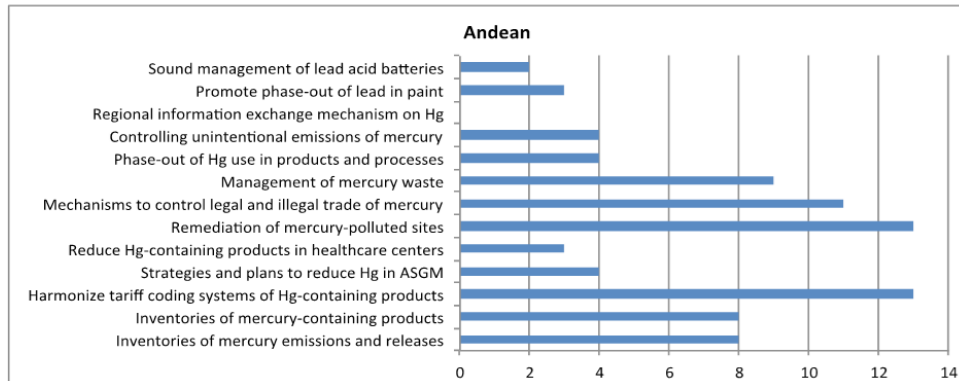 Andean
Sound management of lead acid batteries
Promote phase-out of lead in paint
Regional information exchange mechanism on Hg
Controlling unintentional emissions of mercury
Phase-out of Hg use in products and processes
Management of mercury waste
Mechanisms to control legal and illegal trade of mercury
Remediation of mercury-polluted sites
Reduce Hg-containing products in healthcare centers
Strategies and plans to reduce Hg in ASGM
Harmonize tariff coding systems of Hg-containing products
Inventories of mercury-containing products
Inventories of mercury emissions and releases
0 2 4 6 8 10 12 14